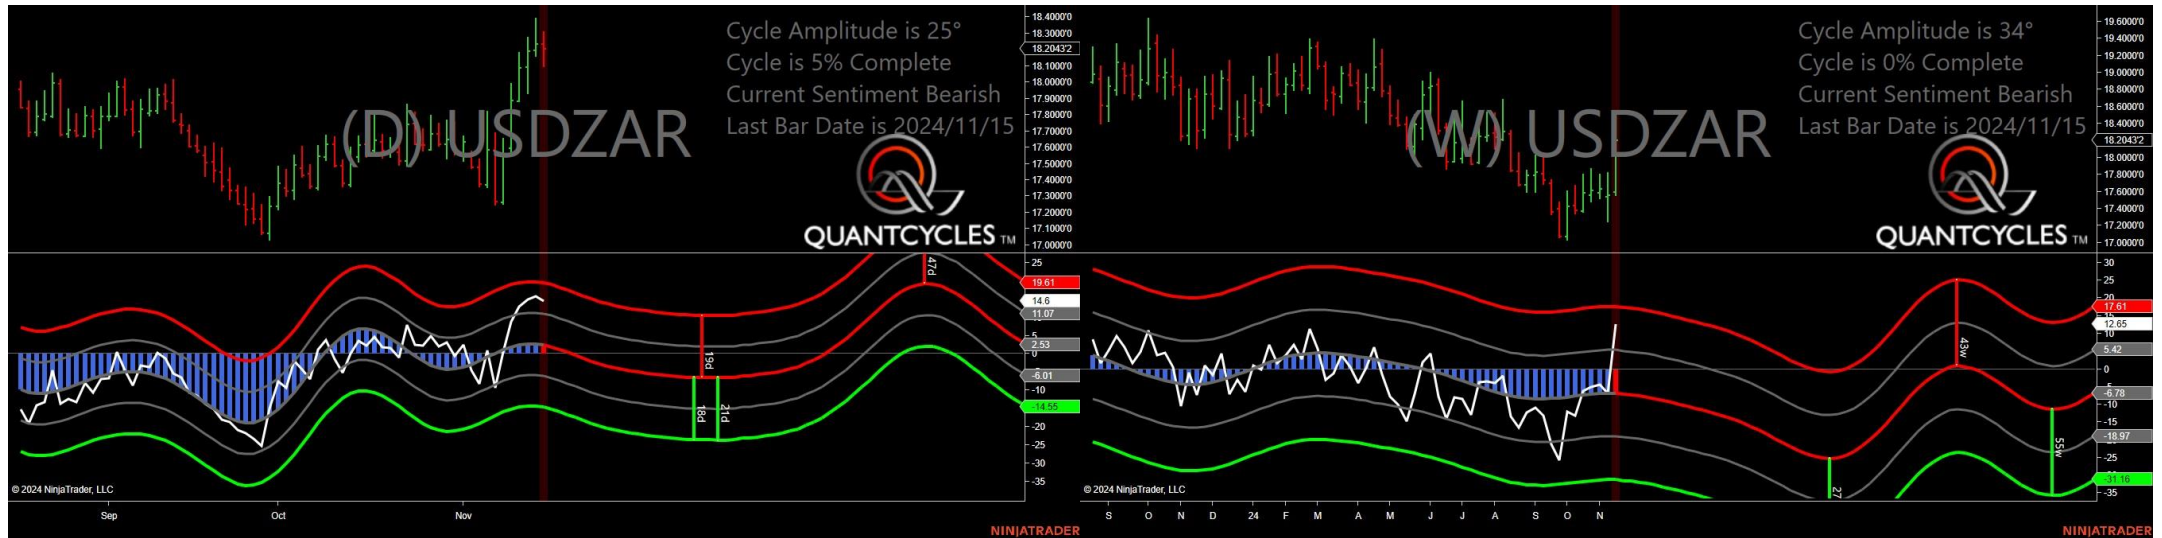 Cycle Amplitude is 25°
Cycle is 5% Complete
Current Sentiment Bearish
Last Bar Date is 2024/11/15
(D) USDZAR
QUANTCYCLES TM
18.4000'0
18.3000'0
18.2043'2
18.1000'0
18.0000'0
17.9000'0
17.8000'0
17.7000'0
17.6000'0
17.5000'0
17.4000'0
17.3000'0
17.2000'0
17.1000'0
17.0000'0
25
19.61
14.6
11.07
5
2.53
0
-6.01
-10
-14.55
-20
-25
-30
-35
47d
19d
18d
21d
© 2024 NinjaTrader, LLC
Sep Oct Nov
NINJATRADER
Cycle Amplitude is 34°
Cycle is 0% Complete
Current Sentiment Bearish
Last Bar Date is 2024/11/15
(W) USDZAR
QUANTCYCLES TM
19.6000'0
19.4000'0
19.2000'0
19.0000'0
18.8000'0
18.6000'0
18.4000'0
18.2043'2
18.0000'0
17.8000'0
17.6000'0
17.4000'0
17.2000'0
17.0000'0
30
25
20
17.61
12.65
10
5.42
0
-6.78
-10
-15
-18.97
-25
-31.16
-35
43w
27
55w
© 2024 NinjaTrader, LLC
S O N D 24 F M A M J J A S O N
NINJATRADER